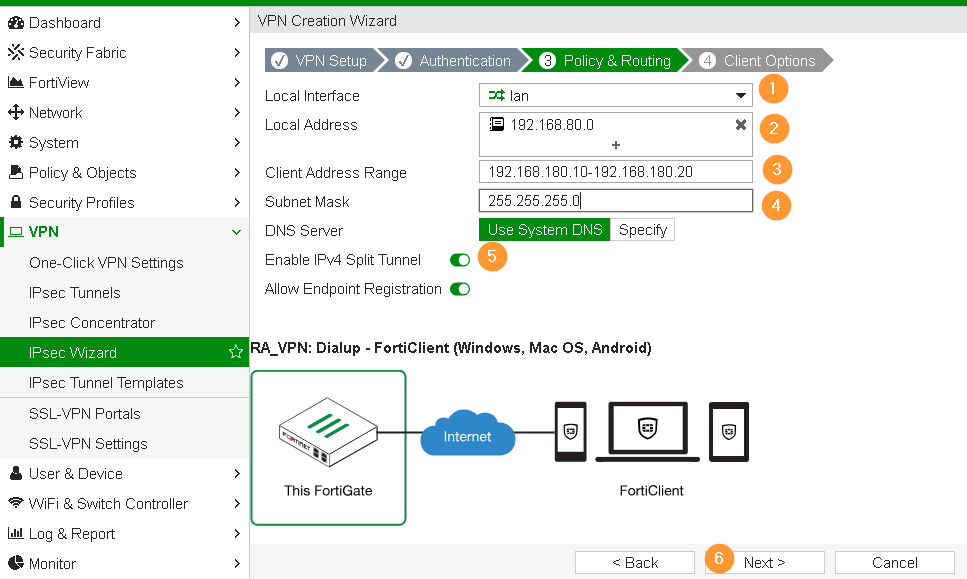 Dashboard
Security Fabric
FortiView
Network
System
Policy & Objects
Security Profiles
VPN
One-Click VPN Settings
IPsec Tunnels
IPsec Concentrator
IPsec Wizard
IPsec Tunnel Templates
SSL-VPN Portals
SSL-VPN Settings
User & Device
WiFi & Switch Controller
Log & Report
Monitor
VPN Creation Wizard
VPN Setup
Authentication
3 Policy & Routing
4 Client Options
Local Interface lan 1
Local Address 192.168.80.0 2
+
Client Address Range 192.168.180.10-192.168.180.20 3
Subnet Mask 255.255.255.0 4
DNS Server Use System DNS Specify
Enable IPv4 Split Tunnel 5
Allow Endpoint Registration
RA_VPN: Dialup - FortiClient (Windows, Mac OS, Android)
FORTINET
Internet
This FortiGate
FortiClient
< Back
6 Next >
Cancel